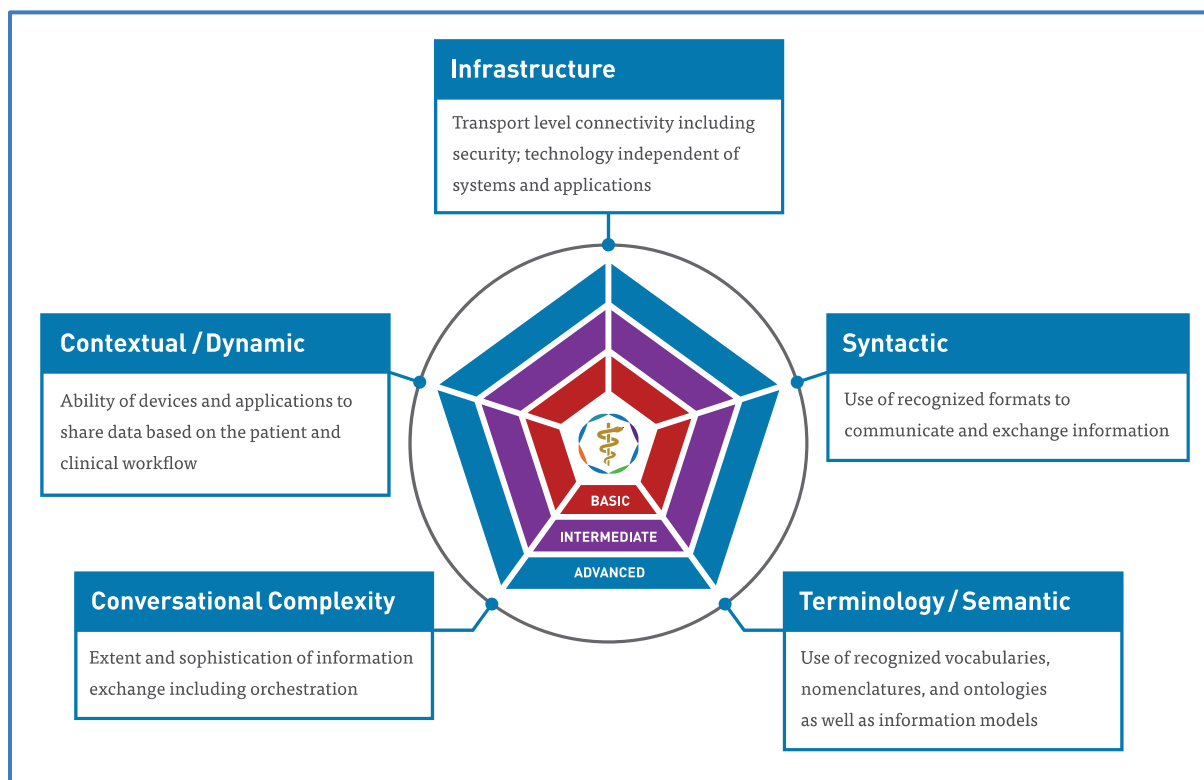 Infrastructure
Transport level connectivity including
security; technology independent of
systems and applications
Contextual / Dynamic
Ability of devices and applications to
share data based on the patient and
clinical workflow
Syntactic
Use of recognized formats to
communicate and exchange information
BASIC
INTERMEDIATE
ADVANCED
Conversational Complexity
Extent and sophistication of information
exchange including orchestration
Terminology / Semantic
Use of recognized vocabularies,
nomenclatures, and ontologies
as well as information models